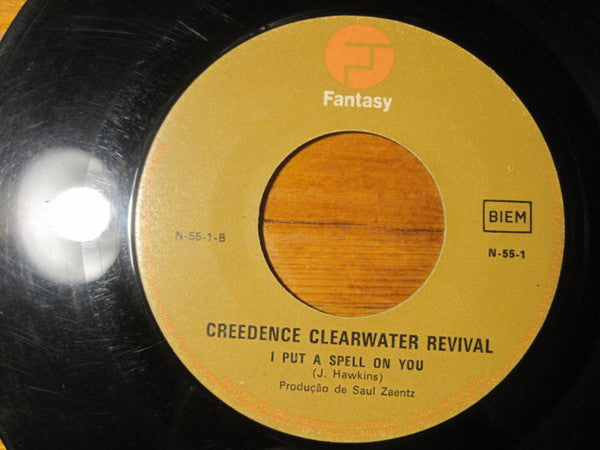 Fantasy
N-55-1-B
BIEM
N-55-1
CREEDENCE CLEARWATER REVIVAL
I PUT A SPELL ON YOU
(J. Hawkins)
Produção de Saul Zaentz